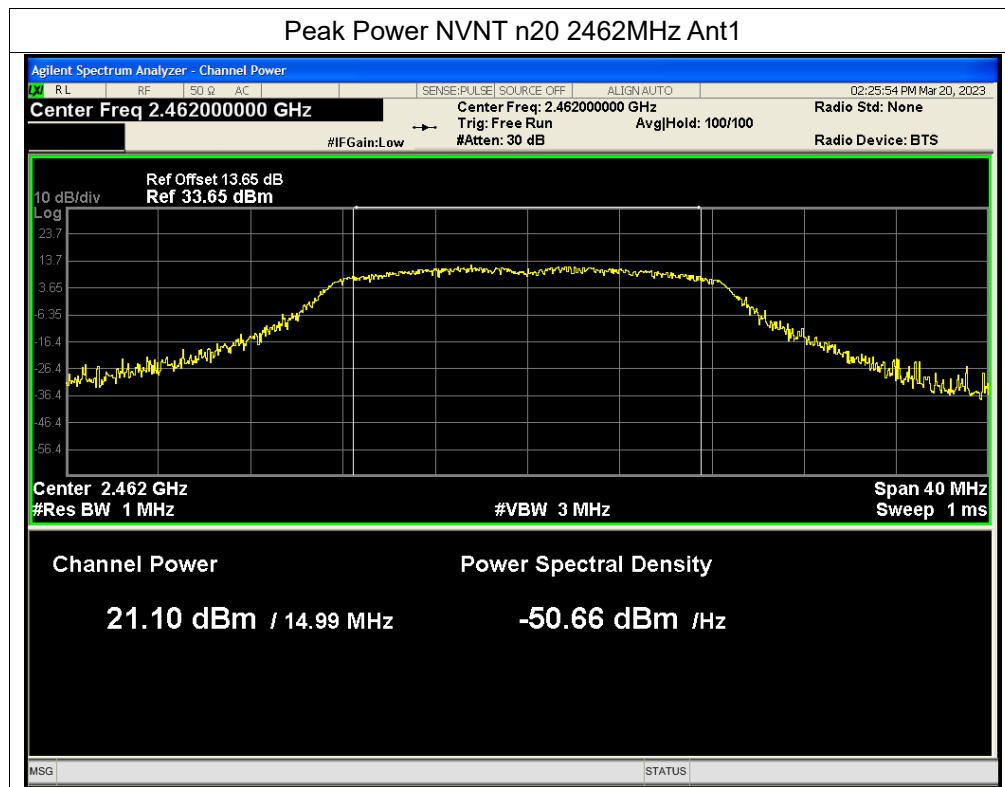 Peak Power NVNT n20 2462MHz Ant1
Agilent Spectrum Analyzer - Channel Power
LXI RL RF 50 Ω AC SENSE:PULSE SOURCE OFF ALIGN AUTO 02:25:54 PM Mar 20, 2023
Center Freq 2.462000000 GHz Center Freq: 2.462000000 GHz Radio Std: None
Trig: Free Run Avg|Hold: 100/100
#IFGain:Low #Atten: 30 dB Radio Device: BTS
Ref Offset 13.65 dB
10 dB/div Ref 33.65 dBm
Log
23.7
13.7
3.65
-6.35
-16.4
-26.4
-36.4
-46.4
-56.4
Center 2.462 GHz Span 40 MHz
#Res BW 1 MHz #VBW 3 MHz Sweep 1 ms
Channel Power Power Spectral Density
21.10 dBm / 14.99 MHz -50.66 dBm /Hz
MSG STATUS